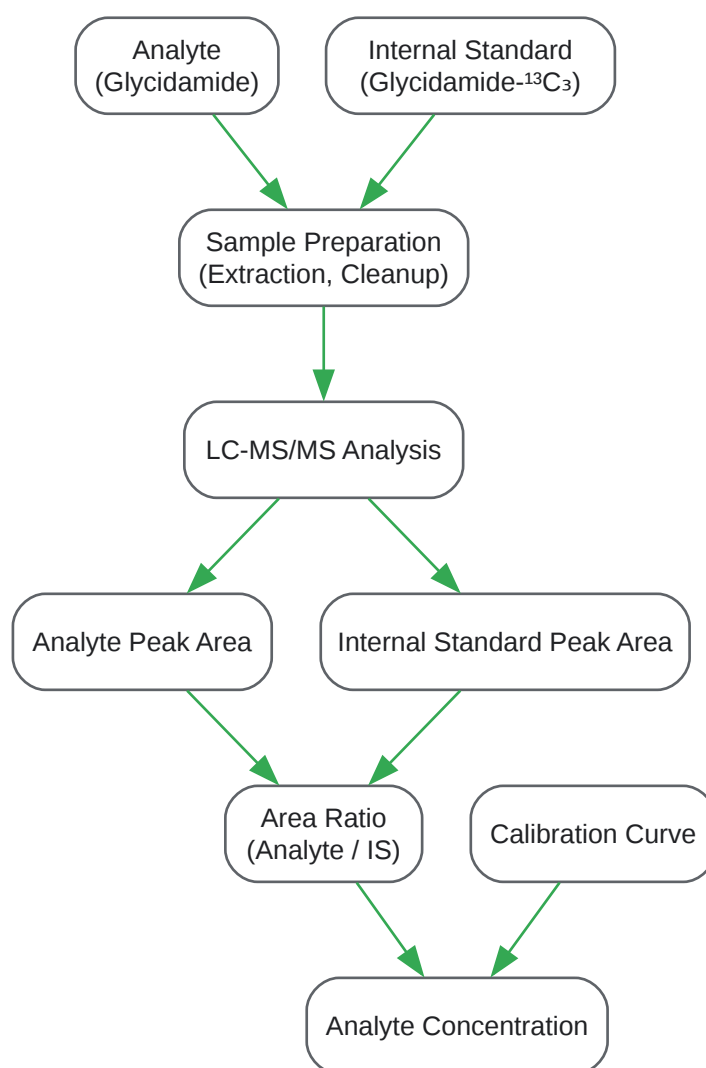 Analyte
(Glycidamide)
Internal Standard
(Glycidamide-¹³C₃)
Sample Preparation
(Extraction, Cleanup)
LC-MS/MS Analysis
Analyte Peak Area
Internal Standard Peak Area
Area Ratio
(Analyte / IS)
Calibration Curve
Analyte Concentration